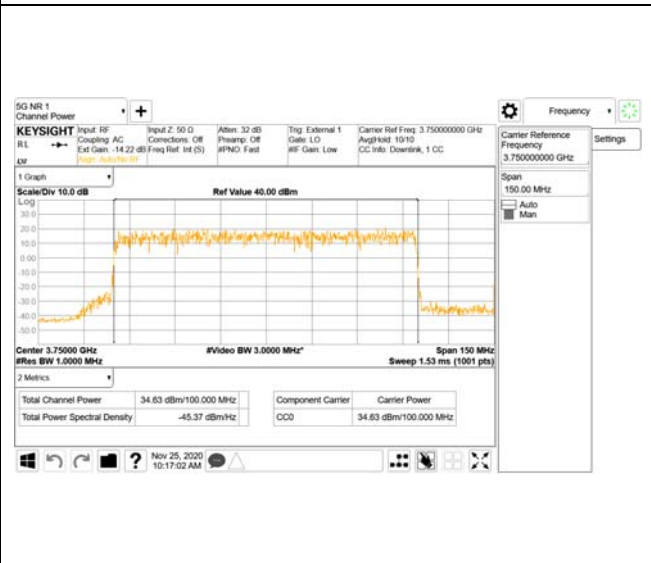 5G NR 1
Channel Power
Frequency
KEYSIGHT
RL
Input: RF
Coupling: AC
Ext Gain: -14.22 dB
Align: Auto/No RF
Input Z: 50 Ω
Corrections: Off
Freq Ref: Int (S)
Atten: 32 dB
Preamp: Off
#PNO: Fast
Trig: External 1
Gate: LO
#IF Gain: Low
Carrier Ref Freq: 3.750000000 GHz
Avg|Hold: 10/10
CC Info: Downlink, 1 CC
Carrier Reference
Frequency
3.750000000 GHz
Settings
Span
150.00 MHz
Auto
Man
1 Graph
Scale/Div 10.0 dB
Ref Value 40.00 dBm
Log
30.0
20.0
10.0
0.00
-10.0
-20.0
-30.0
-40.0
-50.0
Center 3.75000 GHz
#Video BW 3.0000 MHz*
Span 150 MHz
#Res BW 1.0000 MHz
Sweep 1.53 ms (1001 pts)
2 Metrics
Total Channel Power 34.63 dBm/100.000 MHz
Total Power Spectral Density -45.37 dBm/Hz
Component Carrier Carrier Power
CC0 34.63 dBm/100.000 MHz
?
Nov 25, 2020
10:17:02 AM